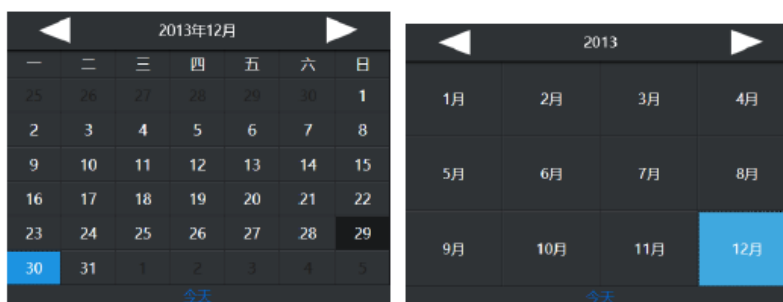 2013年12月
一 二 三 四 五 六 日
25 26 27 28 29 30 1
2 3 4 5 6 7 8
9 10 11 12 13 14 15
16 17 18 19 20 21 22
23 24 25 26 27 28 29
30 31 1 2 3 4 5
今天
2013
1月 2月 3月 4月
5月 6月 7月 8月
9月 10月 11月 12月
今天